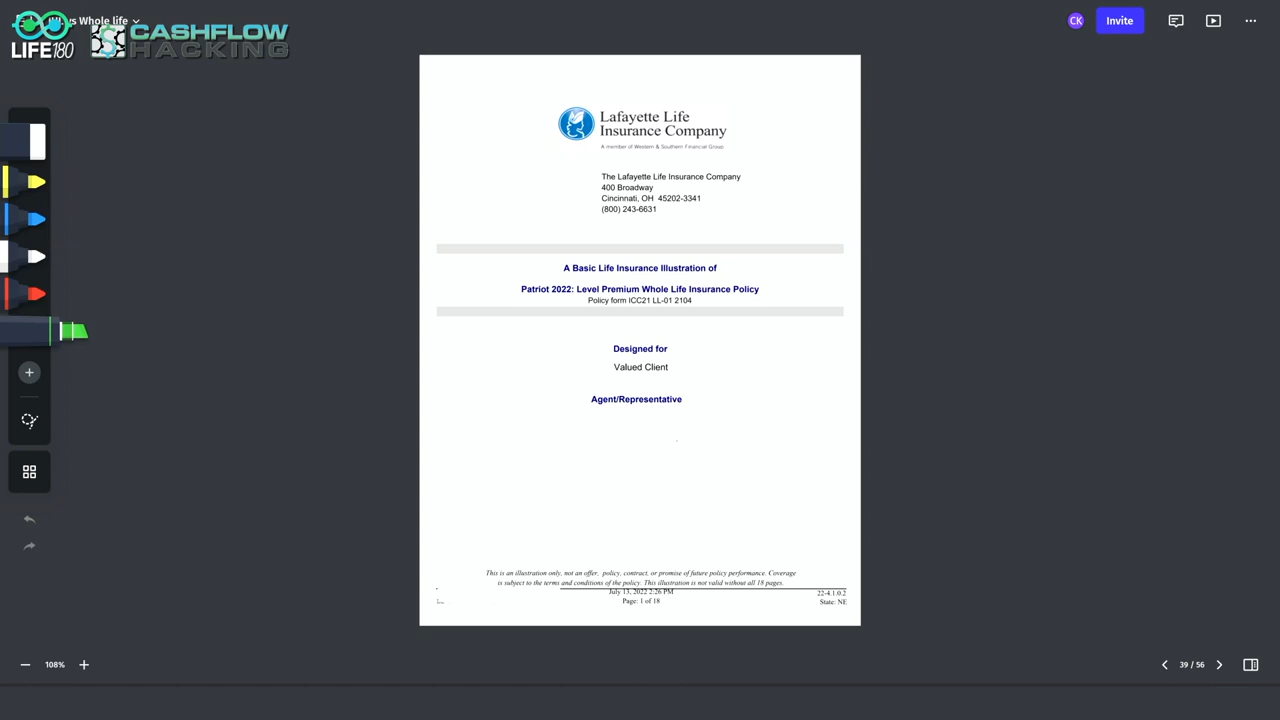 ys Whole life
LIFE180
CASHFLOW
HACKING
CK
Invite
Lafayette Life
Insurance Company
A member of Western & Southern Financial Group
The Lafayette Life Insurance Company
400 Broadway
Cincinnati, OH 45202-3341
(800) 243-6631
A Basic Life Insurance Illustration of
Patriot 2022: Level Premium Whole Life Insurance Policy
Policy form ICC21 LL-01 2104
Designed for
Valued Client
Agent/Representative
This is an illustration only, not an offer, policy, contract, or promise of future policy performance. Coverage
is subject to the terms and conditions of the policy. This illustration is not valid without all 18 pages.
July 13, 2022 2:26 PM
22-4.1.0.2
Page: 1 of 18
State: NE
108%
39 / 56